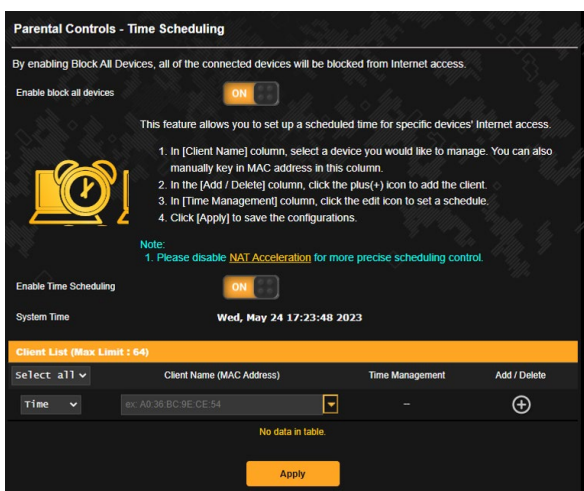 Parental Controls - Time Scheduling
By enabling Block All Devices, all of the connected devices will be blocked from Internet access.
Enable block all devices
ON
This feature allows you to set up a scheduled time for specific devices' Internet access.
1. In [Client Name] column, select a device you would like to manage. You can also
manually key in MAC address in this column.
2. In the [Add / Delete] column, click the plus(+) icon to add the client.
3. In [Time Management] column, click the edit icon to set a schedule.
4. Click [Apply] to save the configurations.
Note:
1. Please disable NAT Acceleration for more precise scheduling control.
Enable Time Scheduling
ON
System Time
Wed, May 24 17:23:48 2023
Client List (Max Limit : 64)
Select all
Client Name (MAC Address)
Time Management
Add / Delete
Time
ex: A0:36:BC:9E:CE:54
--
No data in table.
Apply